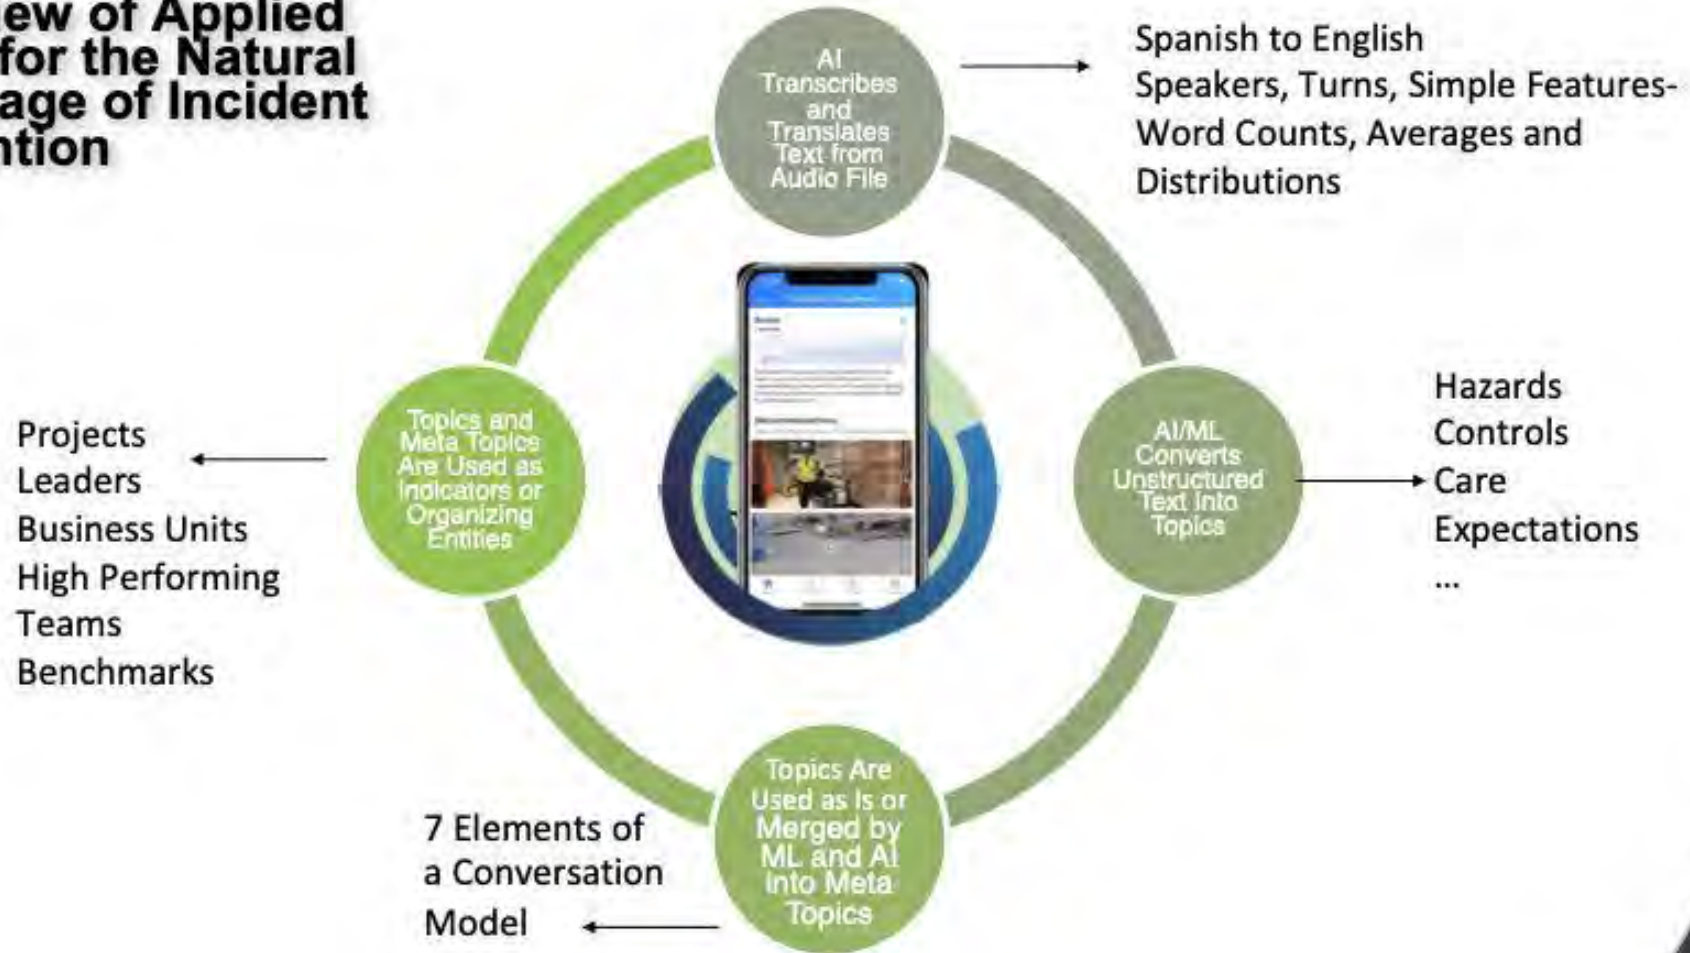 ew of Applied
for the Natural
age of Incident
ntion
AI
Transcribes
and
Translates
Text from
Audio File
Spanish to English
Speakers, Turns, Simple Features-
Word Counts, Averages and
Distributions
AI/ML
Converts
Unstructured
Text Into
Topics
Hazards
Controls
Care
Expectations
...
Topics Are
Used as Is or
Merged by
ML and AI
Into Meta
Topics
7 Elements of
a Conversation
Model
Topics and
Meta Topics
Are Used as
Indicators or
Organizing
Entities
Projects
Leaders
Business Units
High Performing
Teams
Benchmarks